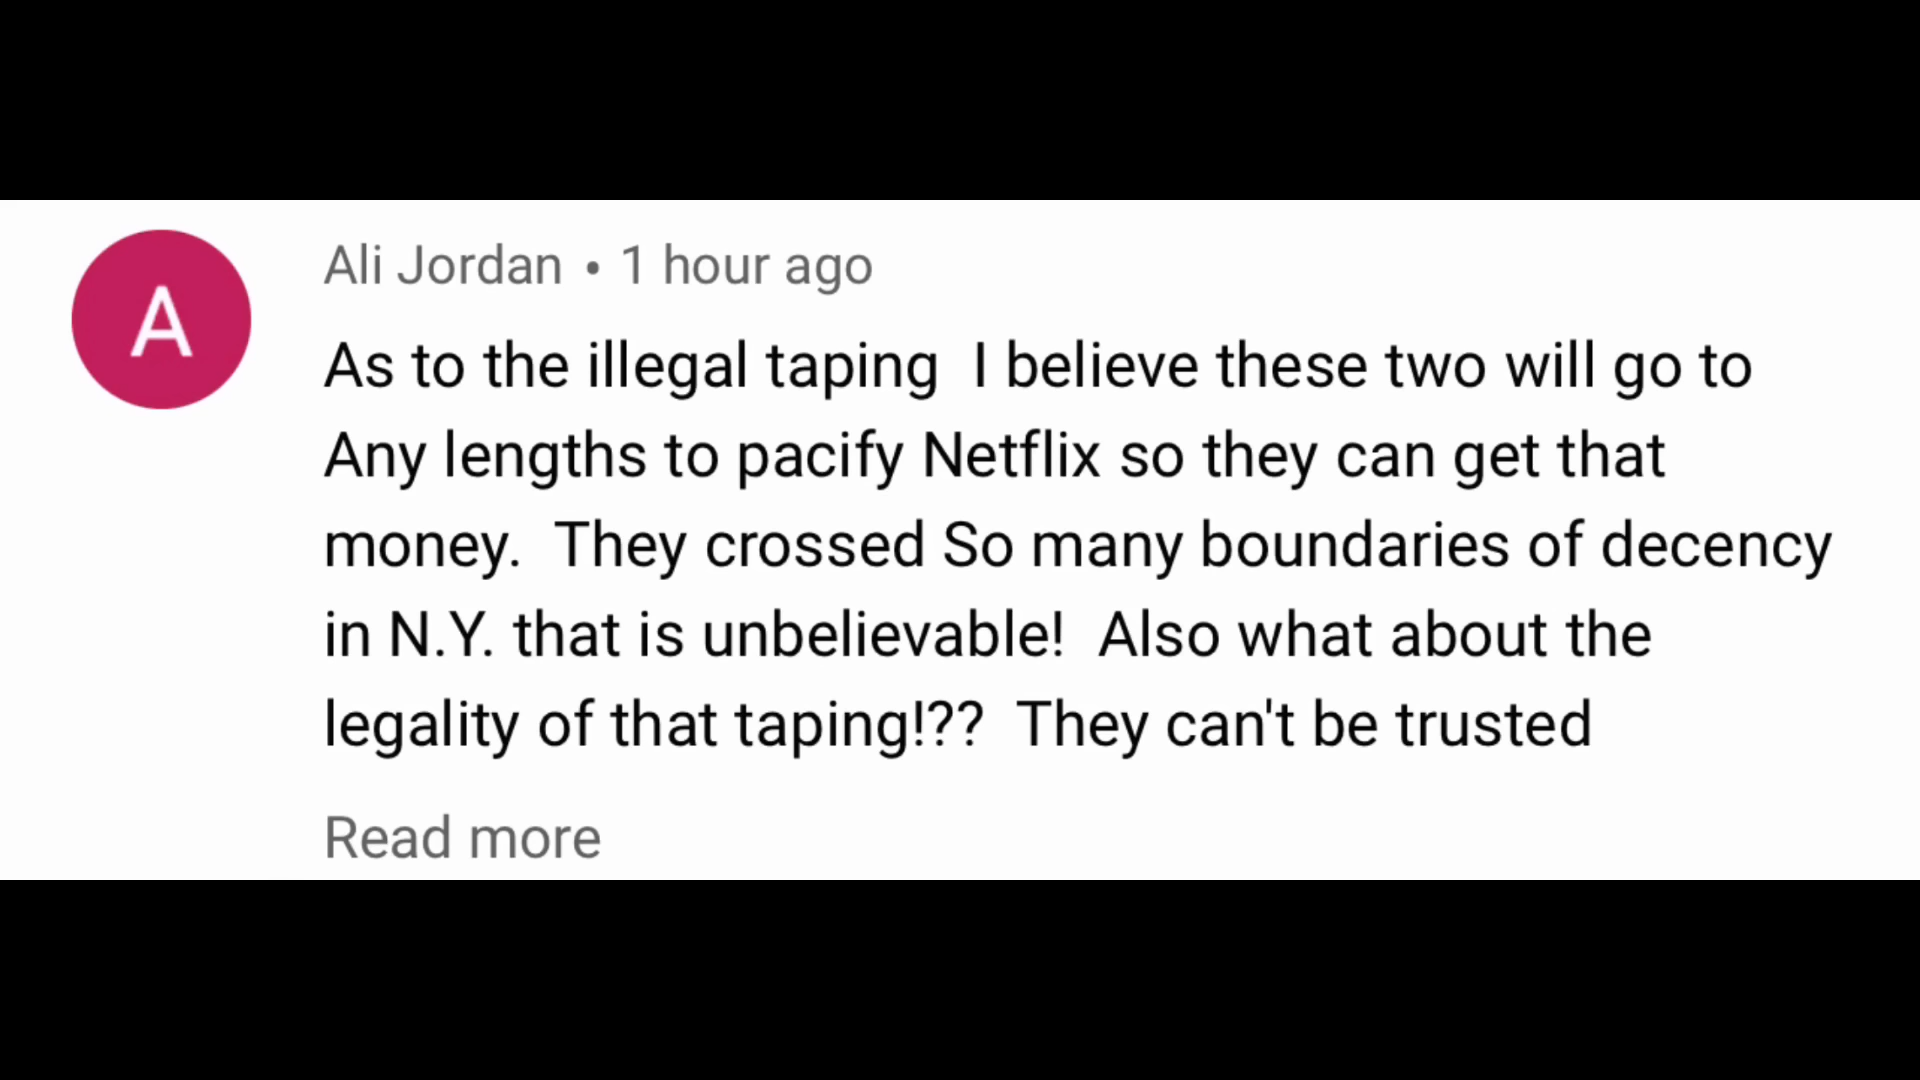 A
Ali Jordan • 1 hour ago
As to the illegal taping  I believe these two will go to
Any lengths to pacify Netflix so they can get that
money.  They crossed So many boundaries of decency
in N.Y. that is unbelievable!  Also what about the
legality of that taping!??  They can't be trusted
Read more